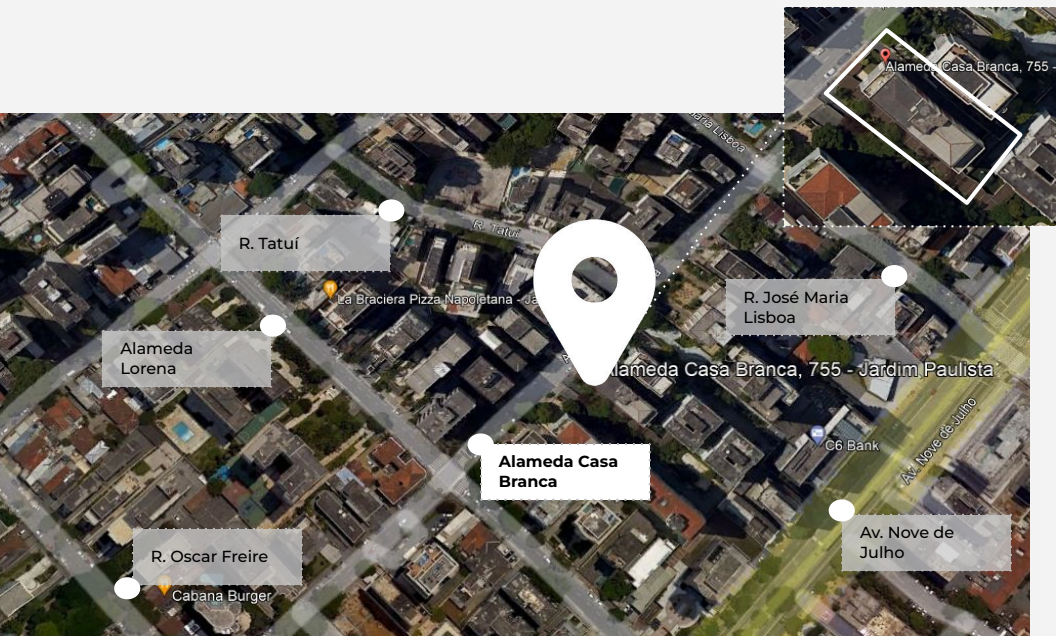 Alameda Casa Branca, 755 -
Maria Lisboa
R. Tatuí
R. Tatuí
La Braciera Pizza Napoletana - Ja
R. José Maria
Lisboa
Alameda
Lorena
Alameda Casa Branca, 755 - Jardim Paulista
C6 Bank
Av. Nove de Julho
Alameda Casa
Branca
Av. Nove de
Julho
R. Oscar Freire
Cabana Burger